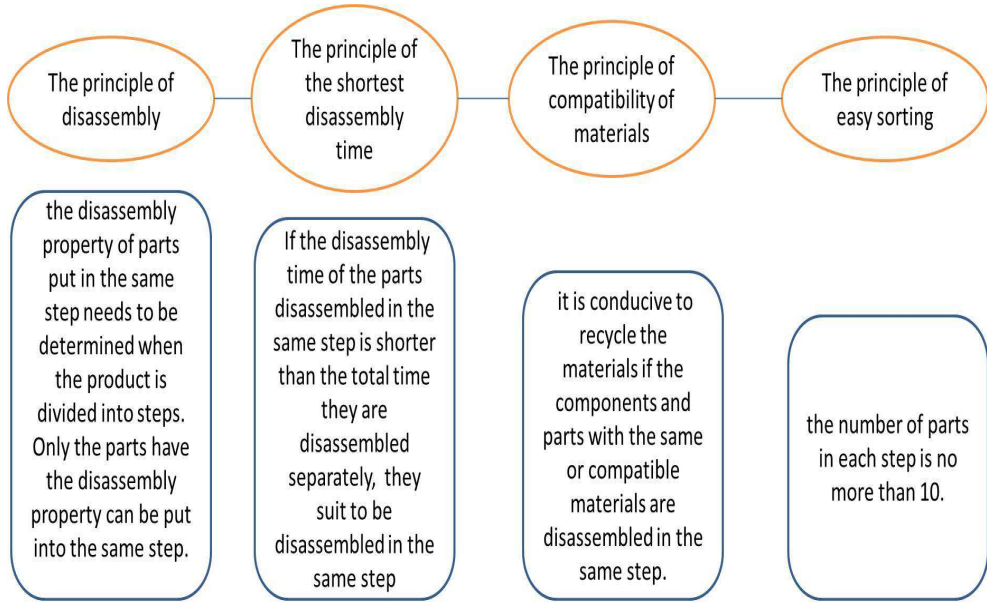 The principle of
disassembly
The principle of
the shortest
disassembly
time
The principle of
compatibility of
materials
The principle of
easy sorting
the disassembly
property of parts
put in the same
step needs to be
determined when
the product is
divided into steps.
Only the parts have
the disassembly
property can be put
into the same step.
If the disassembly
time of the parts
disassembled in the
same step is shorter
than the total time
they are
disassembled
separately, they
suit to be
disassembled in the
same step
it is conducive to
recycle the
materials if the
components and
parts with the same
or compatible
materials are
disassembled in the
same step.
the number of parts
in each step is no
more than 10.